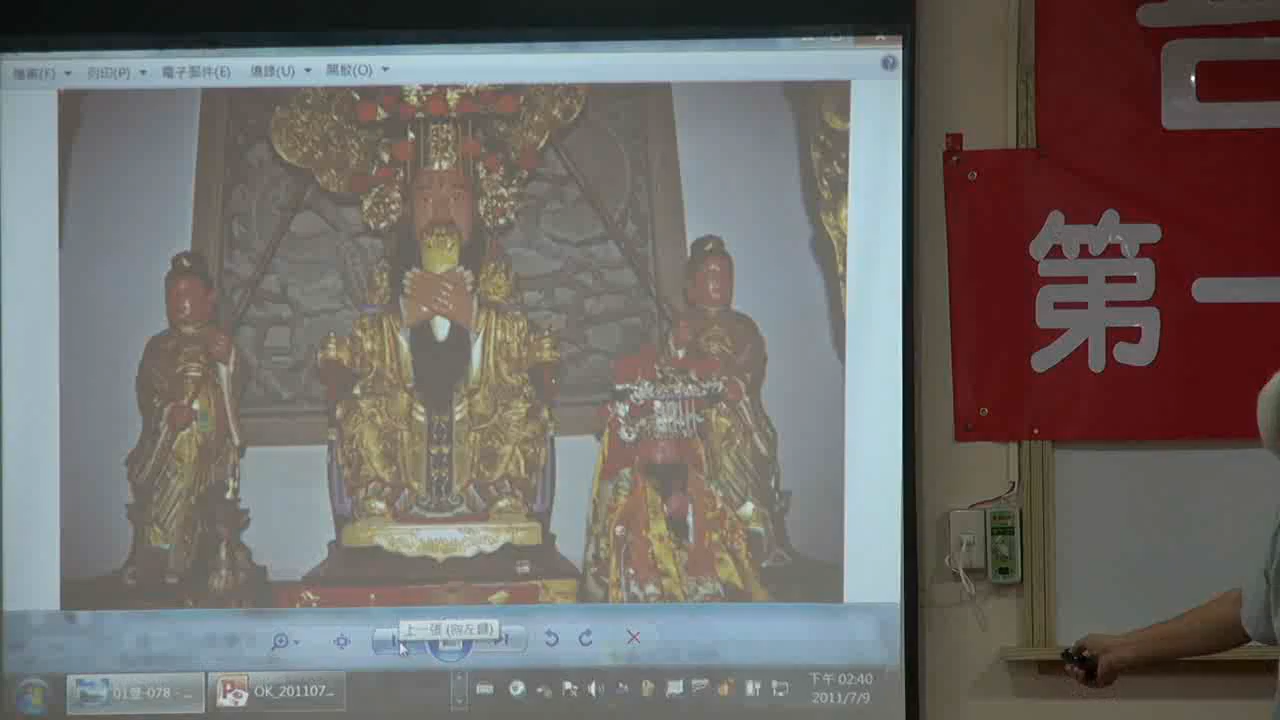 檔案(F) 列印(P) 電子郵件(E) 燒錄(U) 開啟(O)
上一張 (向左鍵)
01登-078 - ...
OK_201107...
下午 02:40
2011/7/9
第一